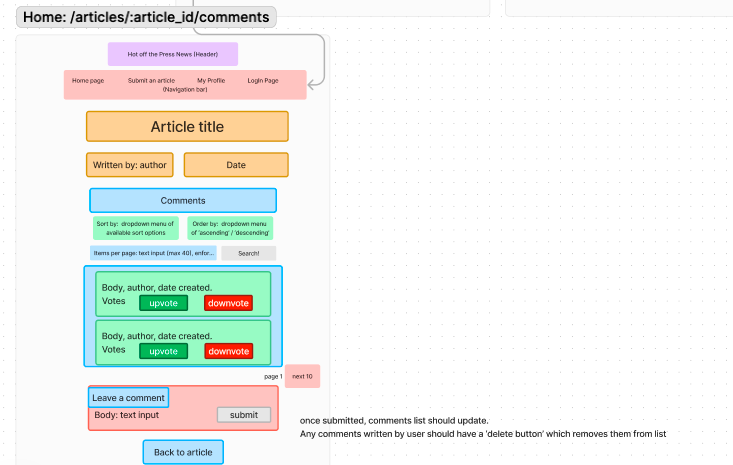 Home: /articles/:article_id/comments
Hot off the Press News (Header)
Home page Submit an article My Profile Login Page
(Navigation bar)
Article title
Written by: author Date
Comments
Sort by: dropdown menu of
available sort options
Order by: dropdown menu
of 'ascending' / 'descending'
Items per page: text input (max 40), enfor... Search!
Body, author, date created.
Votes upvote downvote
Body, author, date created.
Votes upvote downvote
page 1 next 10
Leave a comment
Body: text input submit
once submitted, comments list should update.
Any comments written by user should have a 'delete button' which removes them from list
Back to article